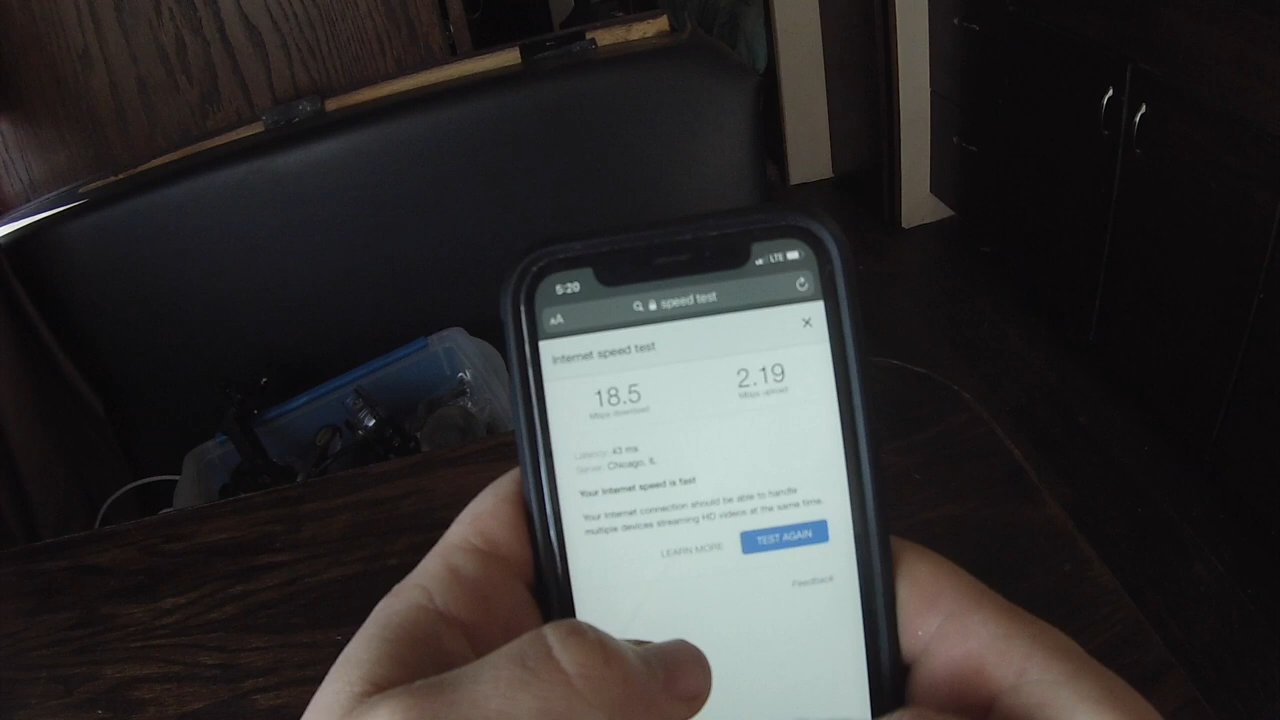 5:20 LTE
AA speed test
Internet speed test
18.5 2.19
Mbps download Mbps upload
Latency: 43 ms
Server: Chicago, IL
Your Internet speed is fast
Your Internet connection should be able to handle
multiple devices streaming HD videos at the same time.
LEARN MORE TEST AGAIN
Feedback